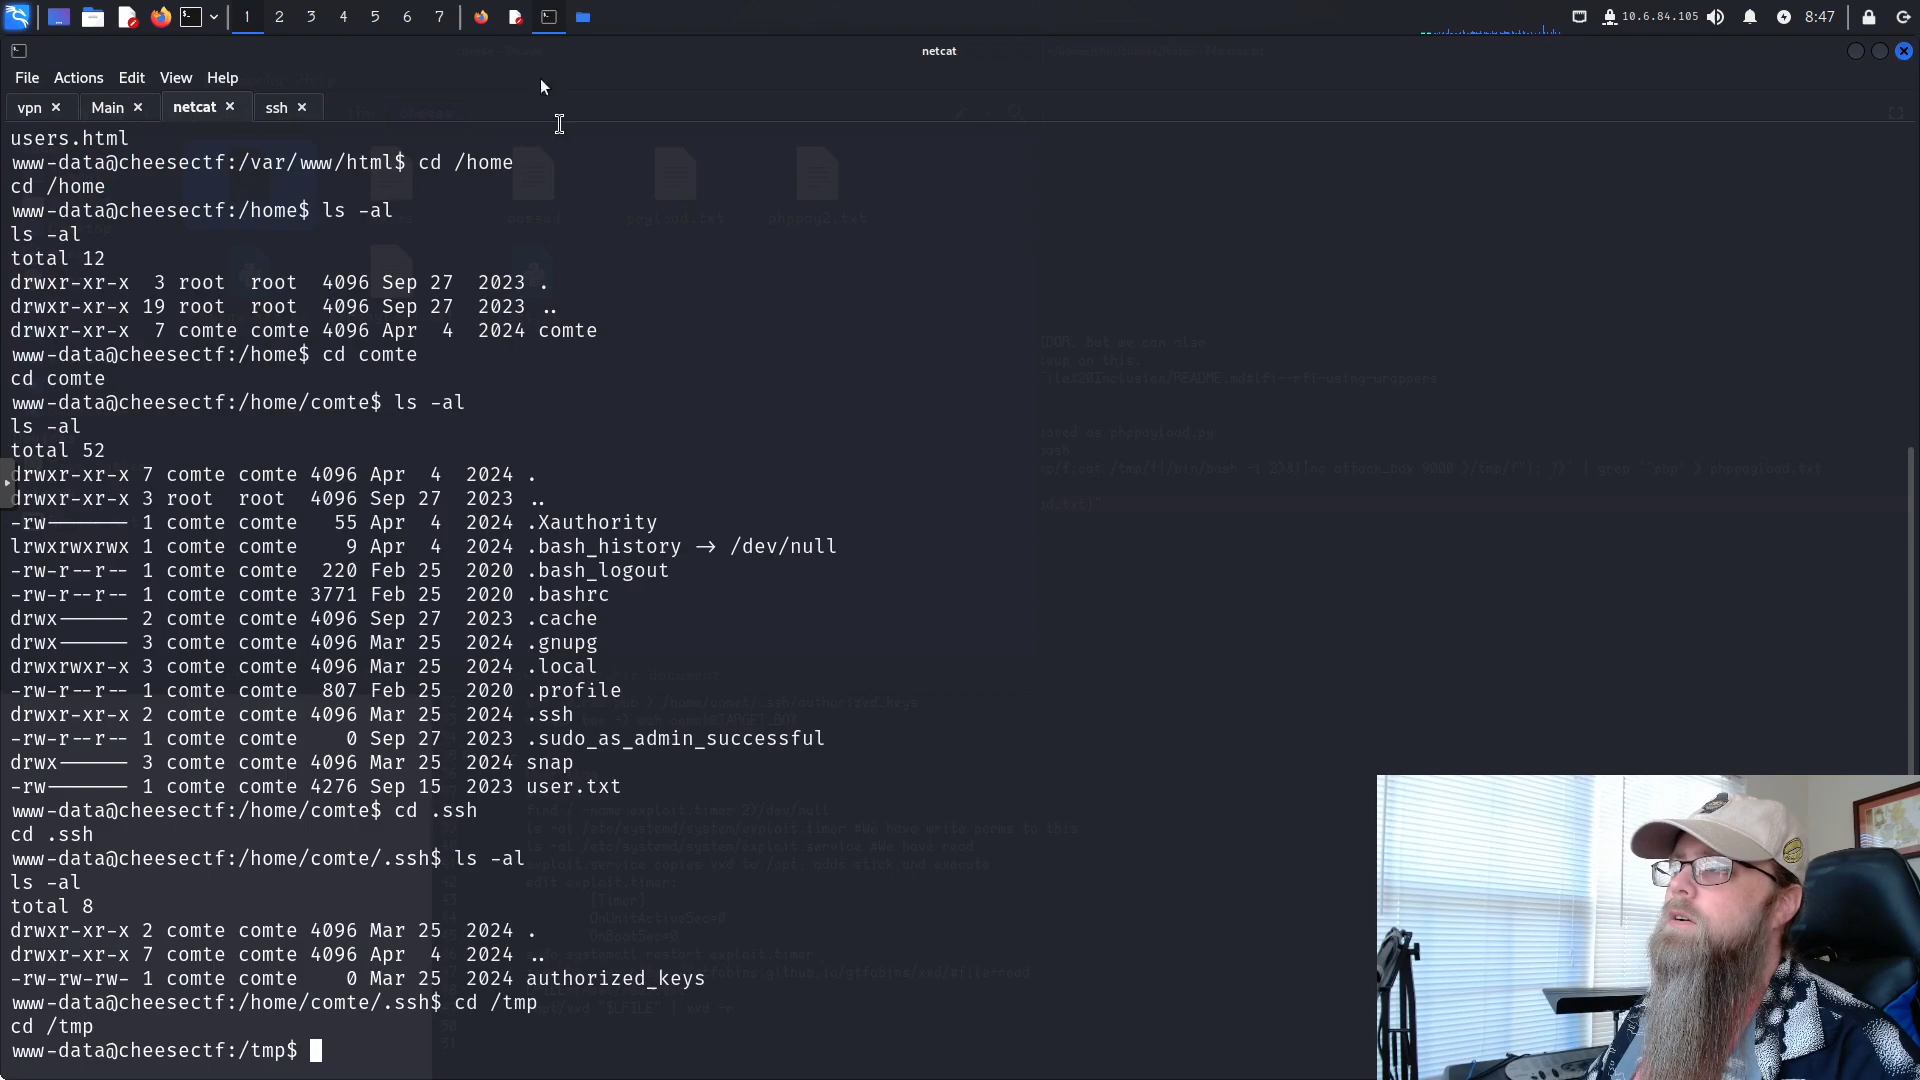 1 2 3 4 5 6 7 10.6.84.105 8:47
netcat
File Actions Edit View Help
vpn Main netcat ssh
users.html
www-data@cheesectf:/var/www/html$ cd /home
cd /home
www-data@cheesectf:/home$ ls -al
ls -al
total 12
drwxr-xr-x 3 root root 4096 Sep 27 2023 .
drwxr-xr-x 19 root root 4096 Sep 27 2023 ..
drwxr-xr-x 7 comte comte 4096 Apr 4 2024 comte
www-data@cheesectf:/home$ cd comte
cd comte
www-data@cheesectf:/home/comte$ ls -al
ls -al
total 52
drwxr-xr-x 7 comte comte 4096 Apr 4 2024 .
drwxr-xr-x 3 root root 4096 Sep 27 2023 ..
-rw------- 1 comte comte 55 Apr 4 2024 .Xauthority
lrwxrwxrwx 1 comte comte 9 Apr 4 2024 .bash_history -> /dev/null
-rw-r--r-- 1 comte comte 220 Feb 25 2020 .bash_logout
-rw-r--r-- 1 comte comte 3771 Feb 25 2020 .bashrc
drwx------ 2 comte comte 4096 Sep 27 2023 .cache
drwx------ 3 comte comte 4096 Mar 25 2024 .gnupg
drwxrwxr-x 3 comte comte 4096 Mar 25 2024 .local
-rw-r--r-- 1 comte comte 807 Feb 25 2020 .profile
drwxr-xr-x 2 comte comte 4096 Mar 25 2024 .ssh
-rw-r--r-- 1 comte comte 0 Sep 27 2023 .sudo_as_admin_successful
drwx------ 3 comte comte 4096 Mar 25 2024 snap
-rw------- 1 comte comte 4276 Sep 15 2023 user.txt
www-data@cheesectf:/home/comte$ cd .ssh
cd .ssh
www-data@cheesectf:/home/comte/.ssh$ ls -al
ls -al
total 8
drwxr-xr-x 2 comte comte 4096 Mar 25 2024 .
drwxr-xr-x 7 comte comte 4096 Apr 4 2024 ..
-rw-rw-rw- 1 comte comte 0 Mar 25 2024 authorized_keys
www-data@cheesectf:/home/comte/.ssh$ cd /tmp
cd /tmp
www-data@cheesectf:/tmp$